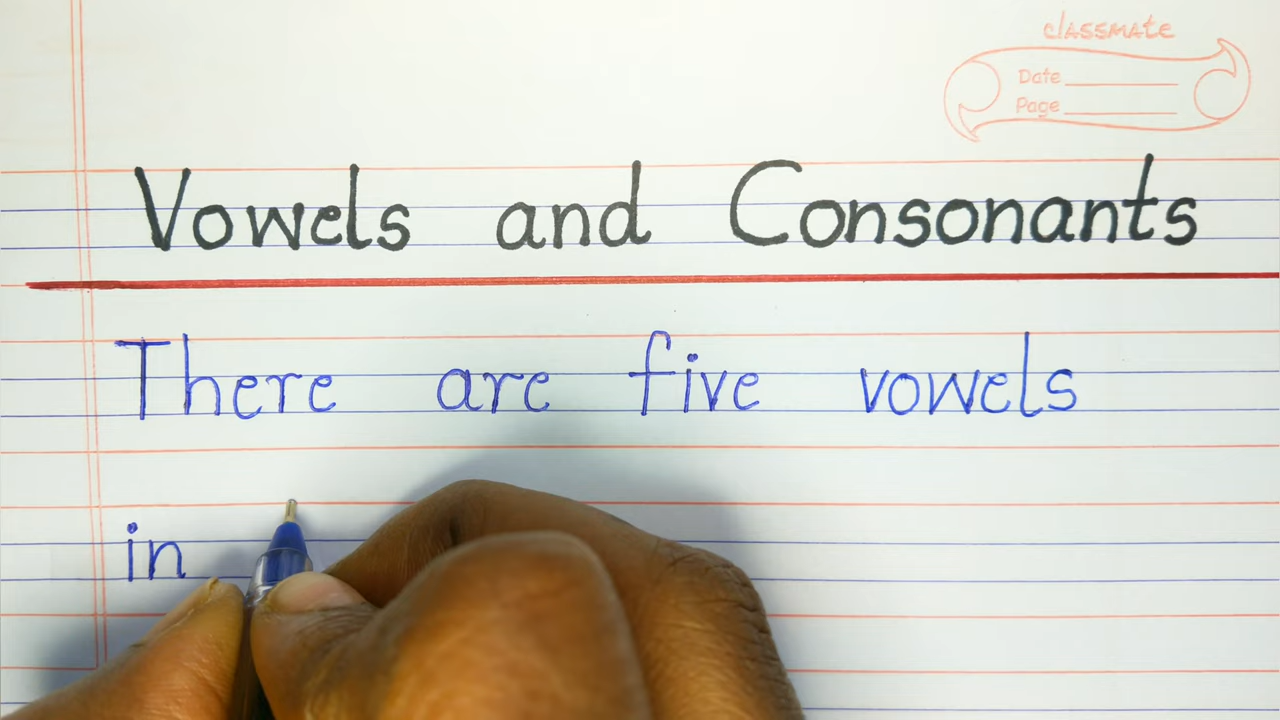 classmate
Date
Page
Vowels and Consonants
There are five vowels
in